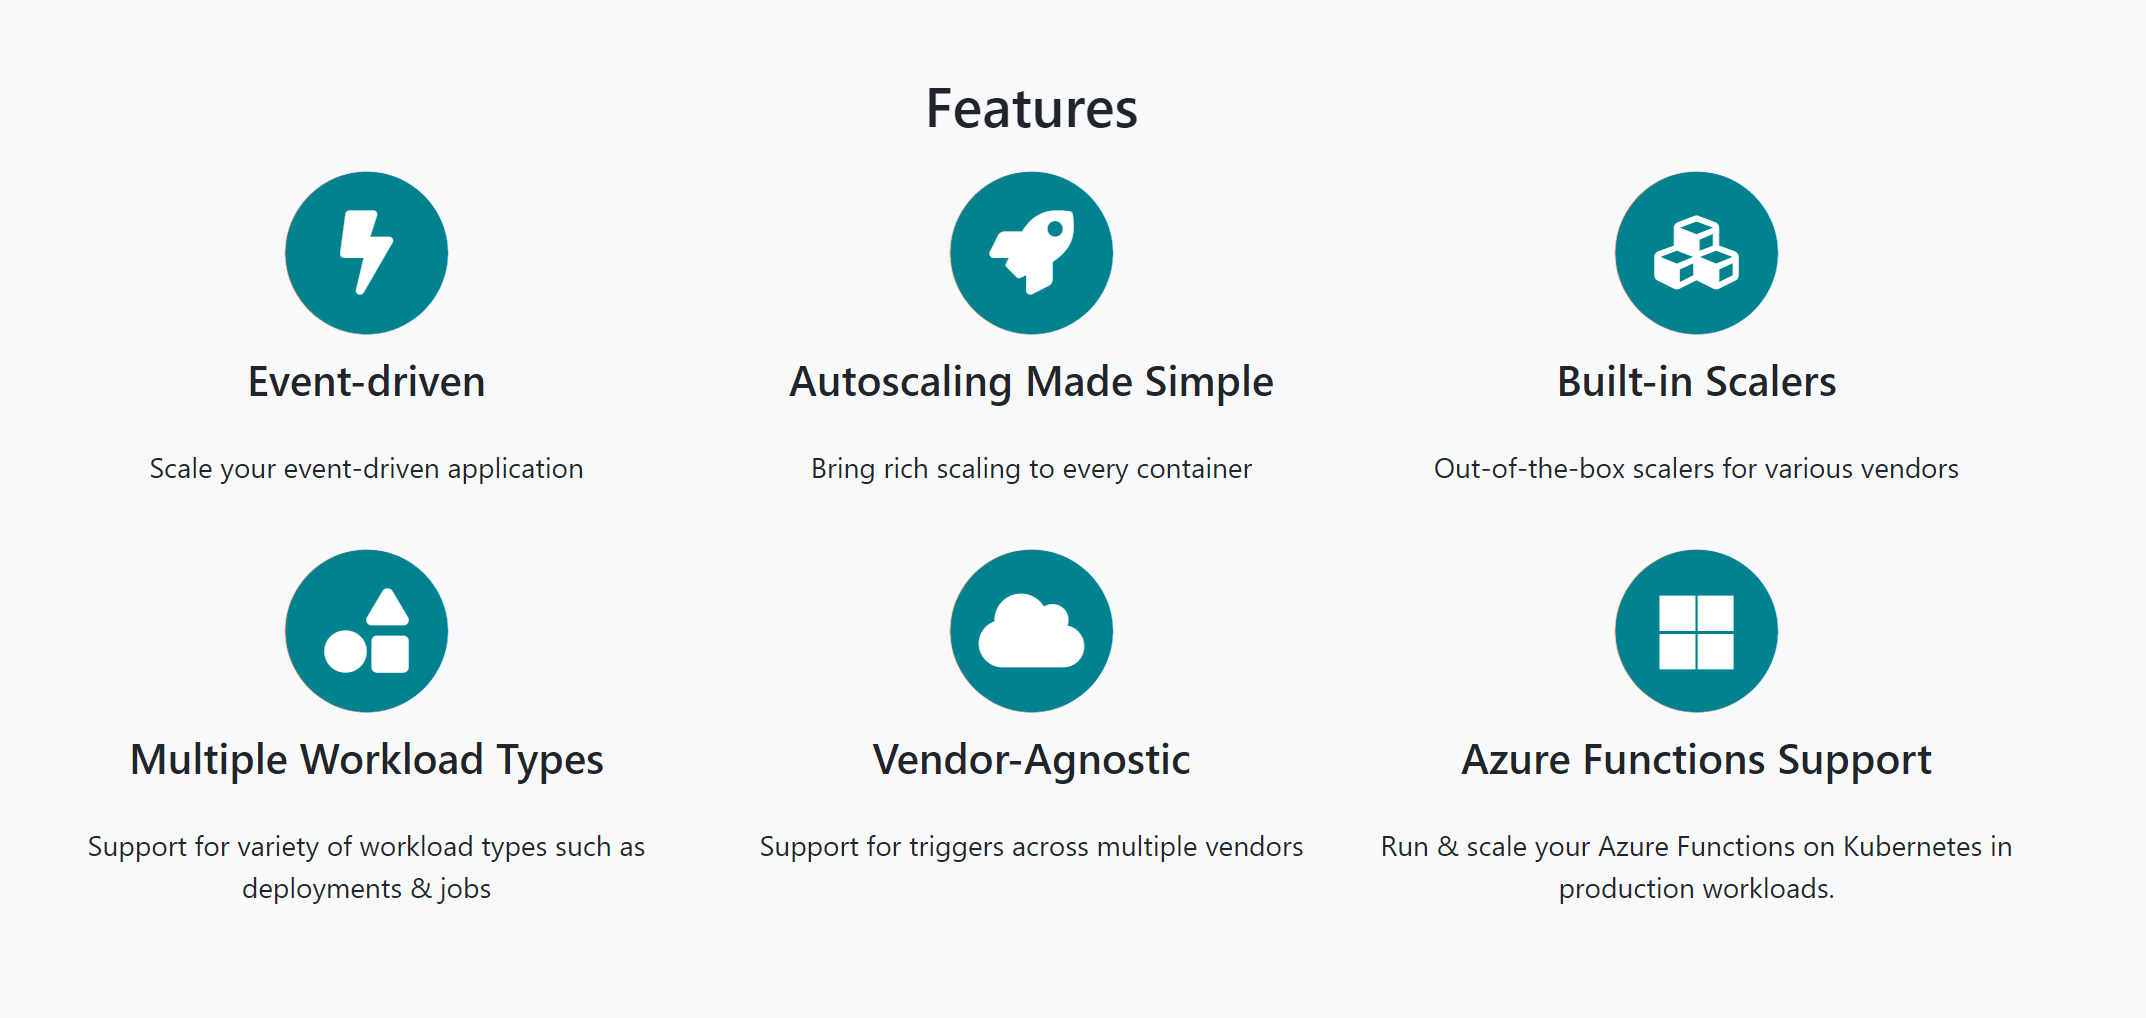 Features
Event-driven
Autoscaling Made Simple
Built-in Scalers
Scale your event-driven application
Bring rich scaling to every container
Out-of-the-box scalers for various vendors
Multiple Workload Types
Vendor-Agnostic
Azure Functions Support
Support for variety of workload types such as
deployments & jobs
Support for triggers across multiple vendors
Run & scale your Azure Functions on Kubernetes in
production workloads.